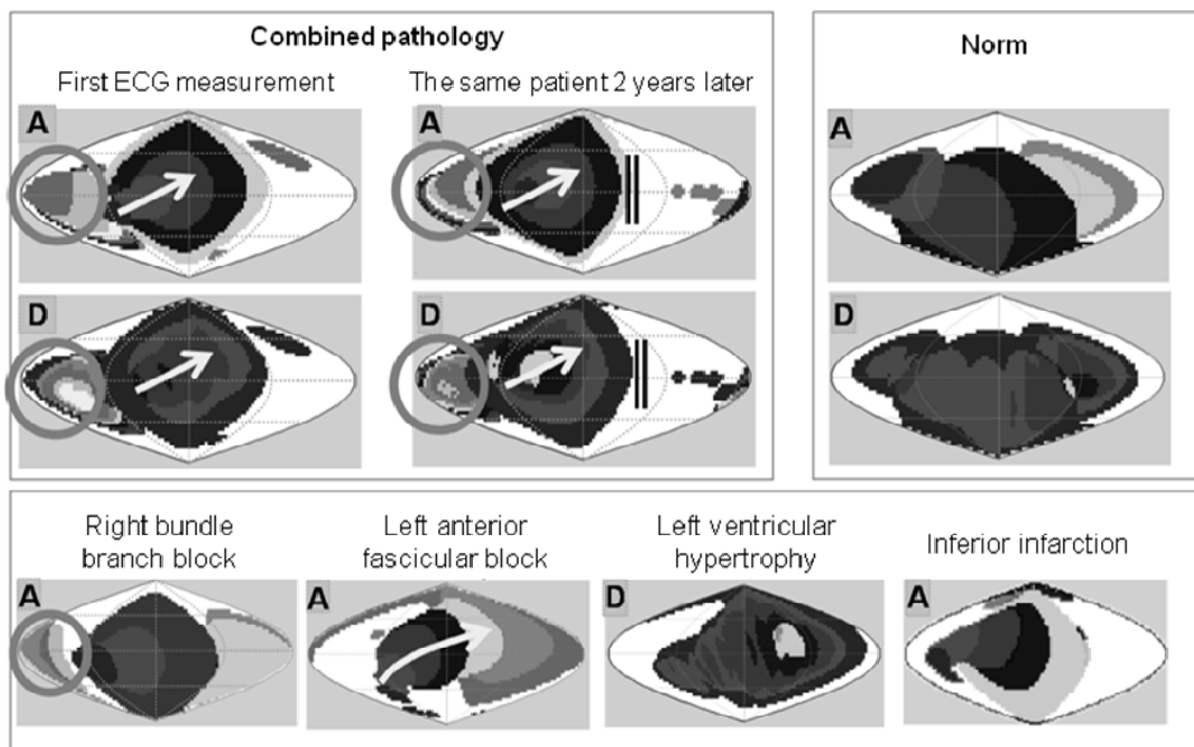 Combined pathology
First ECG measurement
The same patient 2 years later
A
A
D
D
Norm
A
D
Right bundle
branch block
A
Left anterior
fascicular block
A
Left ventricular
hypertrophy
D
Inferior infarction
A